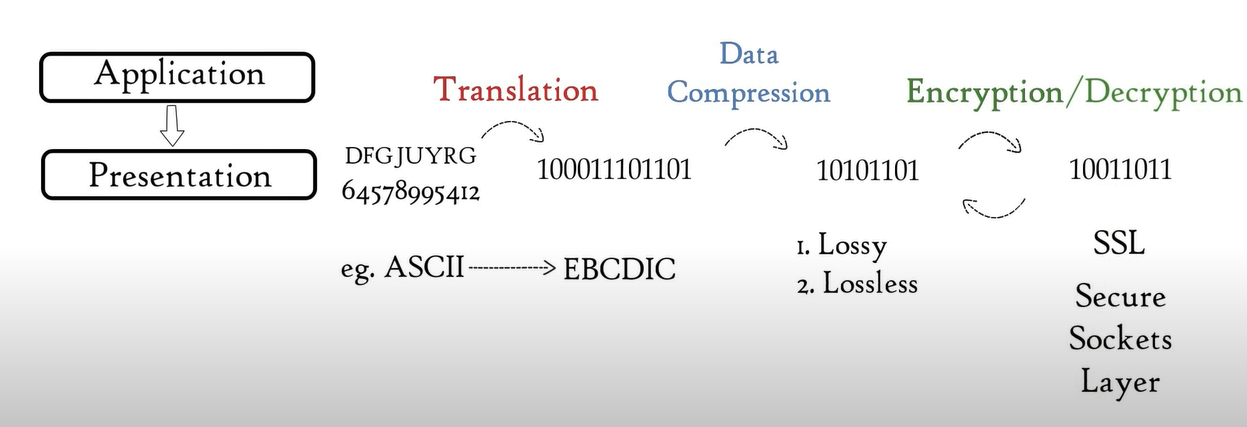 Application
Presentation
Translation
DFGJUYRG
64578995412
100011101101
eg. ASCII
EBCDIC
Data
Compression
10101101
1. Lossy
2. Lossless
Encryption/Decryption
10011011
SSL
Secure
Sockets
Layer